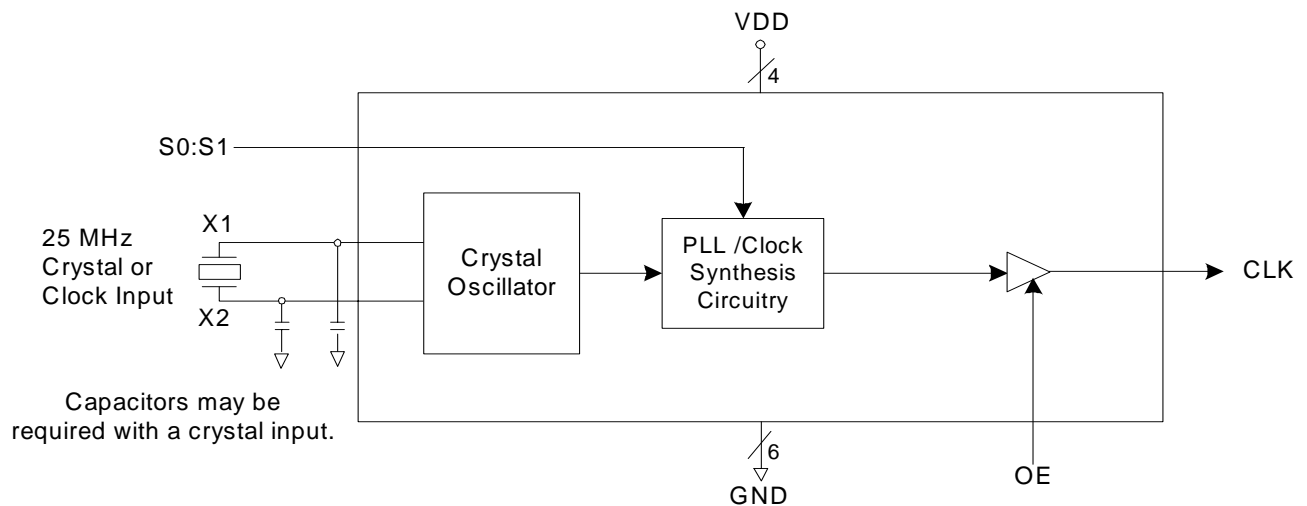 VDD
4
S0:S1
X1
25 MHz
Crystal or
Clock Input
X2
Crystal
Oscillator
PLL /Clock
Synthesis
Circuitry
CLK
Capacitors may be
required with a crystal input.
6
GND
OE